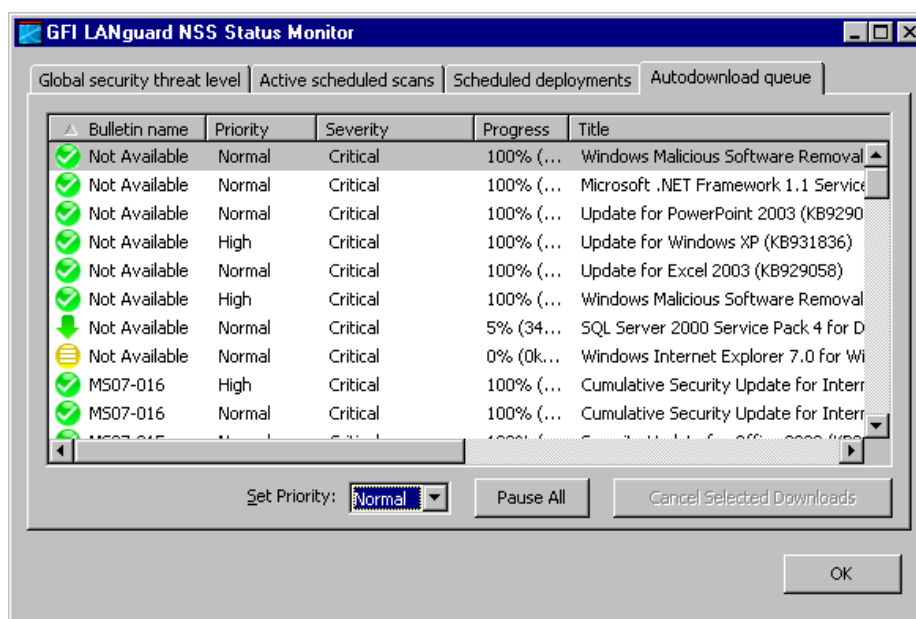 GFI LANguard NSS Status Monitor
Global security threat level Active scheduled scans Scheduled deployments Autodownload queue
Bulletin name Priority Severity Progress Title
Not Available Normal Critical 100% (... Windows Malicious Software Removal
Not Available Normal Critical 100% (... Microsoft .NET Framework 1.1 Service
Not Available Normal Critical 100% (... Update for PowerPoint 2003 (KB9290
Not Available High Critical 100% (... Update for Windows XP (KB931836)
Not Available Normal Critical 100% (... Update for Excel 2003 (KB929058)
Not Available High Critical 100% (... Windows Malicious Software Removal
Not Available Normal Critical 5% (34... SQL Server 2000 Service Pack 4 for D
Not Available Normal Critical 0% (0k... Windows Internet Explorer 7.0 for Wi
MS07-016 High Critical 100% (... Cumulative Security Update for Intern
MS07-016 Normal Critical 100% (... Cumulative Security Update for Intern
Set Priority: Normal Pause All Cancel Selected Downloads
OK